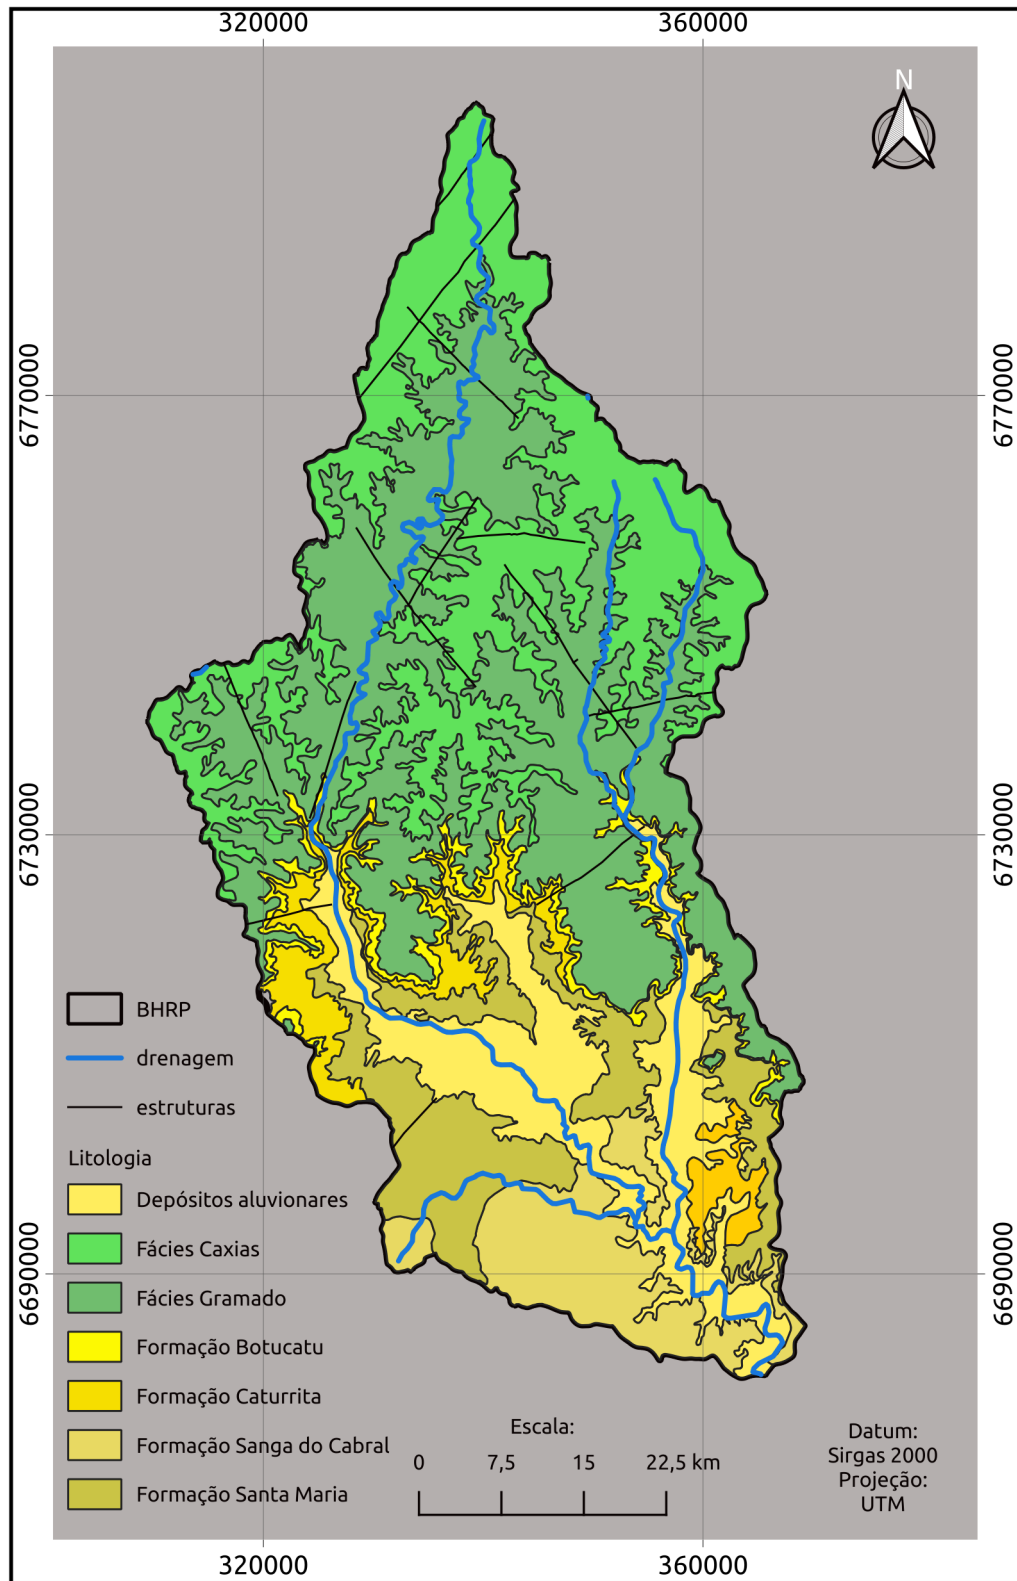 320000
360000
N
6770000
6770000
6730000
6730000
6690000
6690000
BHRP
drenagem
estruturas
Litologia
Depósitos aluvionares
Fácies Caxias
Fácies Gramado
Formação Botucatu
Formação Caturrita
Formação Sanga do Cabral
Formação Santa Maria
Escala:
0 7,5 15 22,5 km
Datum:
Sirgas 2000
Projeção:
UTM
320000
360000